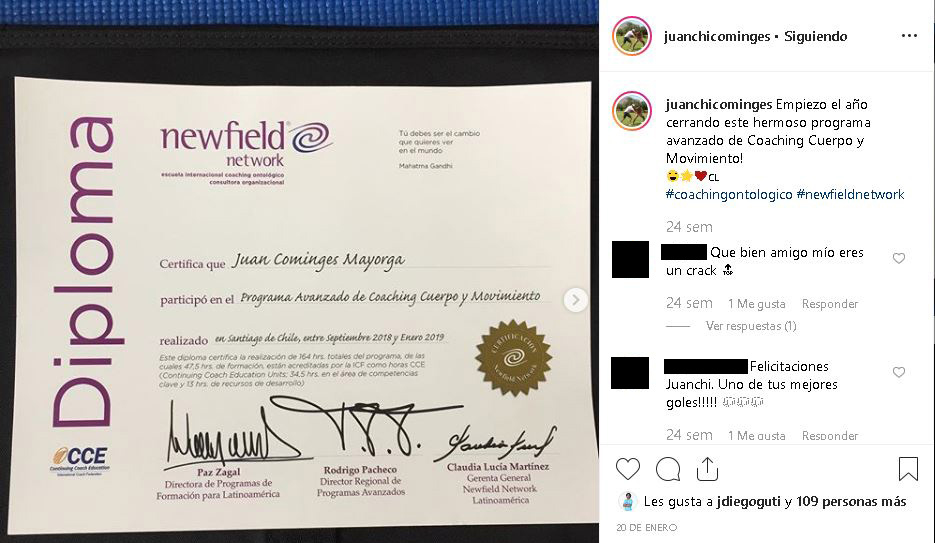 Diploma
newfield
network
escuela internacional coaching ontológico
consultora organizacional
Tú debes ser el cambio
que quieres ver
en el mundo
Mahatma Gandhi
Certifica que Juan Cominges Mayorga
participó en el Programa Avanzado de Coaching Cuerpo y Movimiento
realizado en Santiago de Chile, entre Septiembre 2018 y Enero 2019
Este diploma certifica la realización de 164 hrs. totales del programa, de las
cuales 47,5 hrs. de formación, están acreditadas por la ICF como horas CCE
(Continuing Coach Education Units; 34,5 hrs. en el área de competencias
clave y 13 hrs. de recursos de desarrollo)
CERTIFICACIÓN
Newfield Network
CCE
Continuing Coach Education
International Coach Federation
Paz Zagal
Directora de Programas de
Formación para Latinoamérica
Rodrigo Pacheco
Director Regional de
Programas Avanzados
Claudia Lucía Martínez
Gerenta General
Newfield Network
Latinoamérica
juanchicominges • Siguiendo
juanchicominges Empiezo el año
cerrando este hermoso programa
avanzado de Coaching Cuerpo y
Movimiento!
😀⭐❤️CL
#coachingontologico #newfieldnetwork
24 sem
Que bien amigo mío eres
un crack
24 sem 1 Me gusta Responder
Ver respuestas (1)
Felicitaciones
Juanchi. Uno de tus mejores
goles!!!!!
24 sem 1 Me gusta Responder
Les gusta a jdiegoguti y 109 personas más
20 DE ENERO